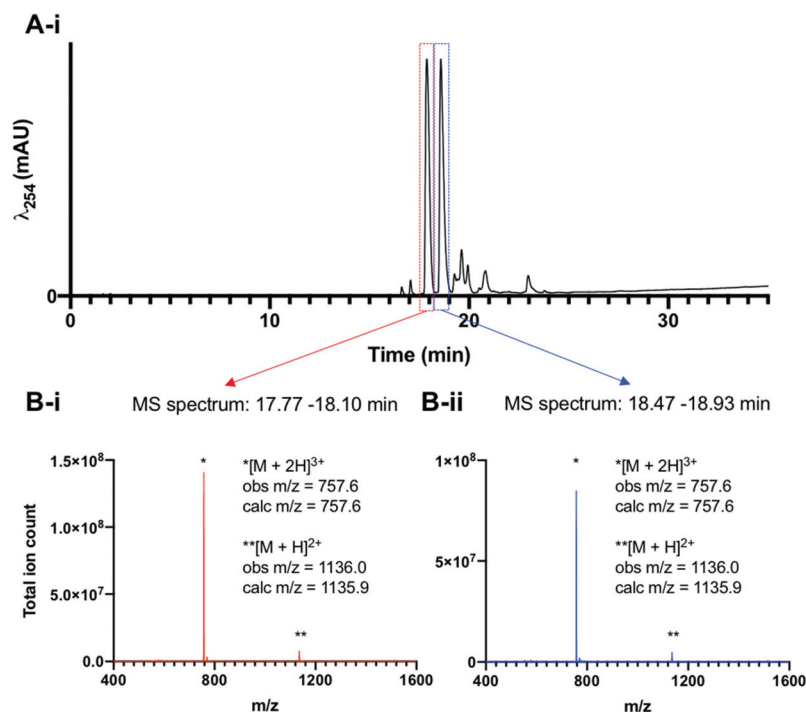 A-i
λ254 (mAU)
0
0 10 20 30
Time (min)
B-i
MS spectrum: 17.77 -18.10 min
1.5×10⁸
1.0×10⁸
5.0×10⁷
0.0
Total ion count
*
**
*[M + 2H]³⁺
obs m/z = 757.6
calc m/z = 757.6
**[M + H]²⁺
obs m/z = 1136.0
calc m/z = 1135.9
400 800 1200 1600
m/z
B-ii
MS spectrum: 18.47 -18.93 min
1×10⁸
5×10⁷
0
*
**
*[M + 2H]³⁺
obs m/z = 757.6
calc m/z = 757.6
**[M + H]²⁺
obs m/z = 1136.0
calc m/z = 1135.9
400 800 1200 1600
m/z